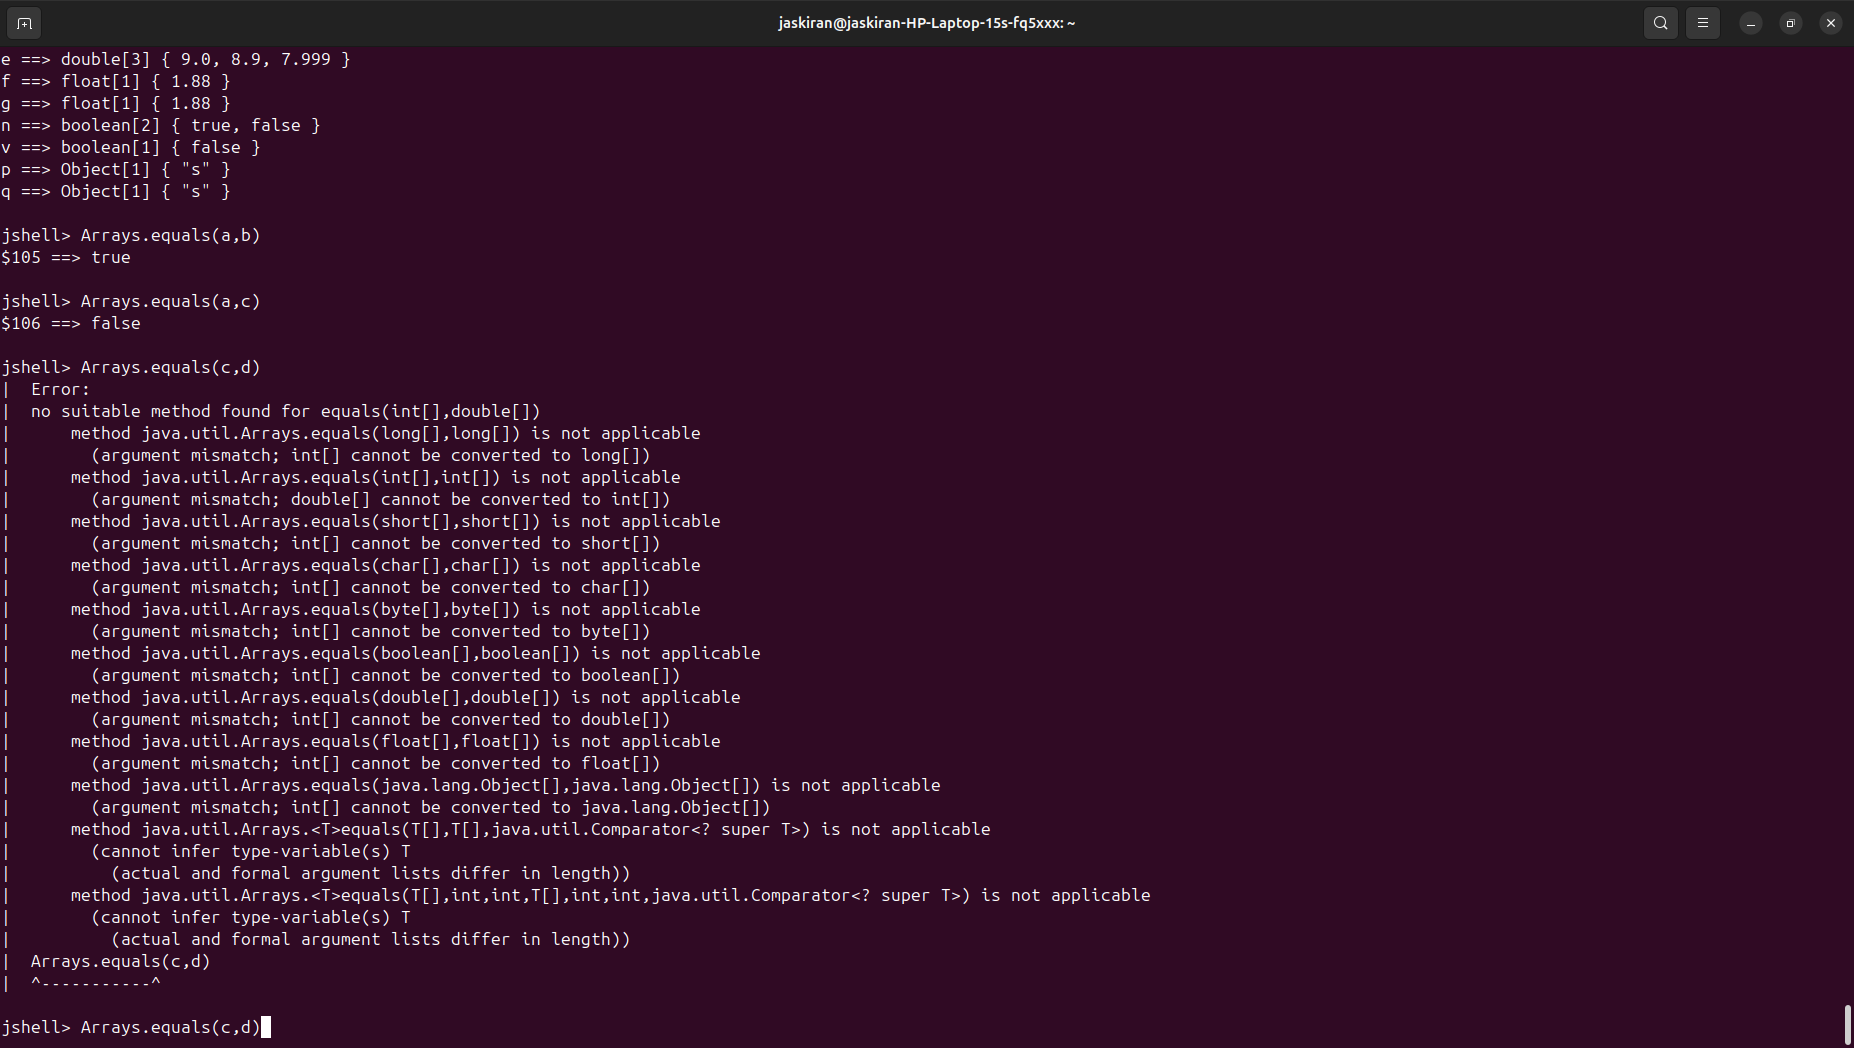 jaskiran@jaskiran-HP-Laptop-15s-fq5xxx: ~
e ==> double[3] { 9.0, 8.9, 7.999 }
f ==> float[1] { 1.88 }
g ==> float[1] { 1.88 }
n ==> boolean[2] { true, false }
v ==> boolean[1] { false }
p ==> Object[1] { "s" }
q ==> Object[1] { "s" }
jshell> Arrays.equals(a,b)
$105 ==> true
jshell> Arrays.equals(a,c)
$106 ==> false
jshell> Arrays.equals(c,d)
|  Error:
|  no suitable method found for equals(int[],double[])
|      method java.util.Arrays.equals(long[],long[]) is not applicable
|        (argument mismatch; int[] cannot be converted to long[])
|      method java.util.Arrays.equals(int[],int[]) is not applicable
|        (argument mismatch; double[] cannot be converted to int[])
|      method java.util.Arrays.equals(short[],short[]) is not applicable
|        (argument mismatch; int[] cannot be converted to short[])
|      method java.util.Arrays.equals(char[],char[]) is not applicable
|        (argument mismatch; int[] cannot be converted to char[])
|      method java.util.Arrays.equals(byte[],byte[]) is not applicable
|        (argument mismatch; int[] cannot be converted to byte[])
|      method java.util.Arrays.equals(boolean[],boolean[]) is not applicable
|        (argument mismatch; int[] cannot be converted to boolean[])
|      method java.util.Arrays.equals(double[],double[]) is not applicable
|        (argument mismatch; int[] cannot be converted to double[])
|      method java.util.Arrays.equals(float[],float[]) is not applicable
|        (argument mismatch; int[] cannot be converted to float[])
|      method java.util.Arrays.equals(java.lang.Object[],java.lang.Object[]) is not applicable
|        (argument mismatch; int[] cannot be converted to java.lang.Object[])
|      method java.util.Arrays.<T>equals(T[],T[],java.util.Comparator<? super T>) is not applicable
|        (cannot infer type-variable(s) T
|          (actual and formal argument lists differ in length))
|      method java.util.Arrays.<T>equals(T[],int,int,T[],int,int,java.util.Comparator<? super T>) is not applicable
|        (cannot infer type-variable(s) T
|          (actual and formal argument lists differ in length))
|  Arrays.equals(c,d)
|  ^-----------^
jshell> Arrays.equals(c,d)